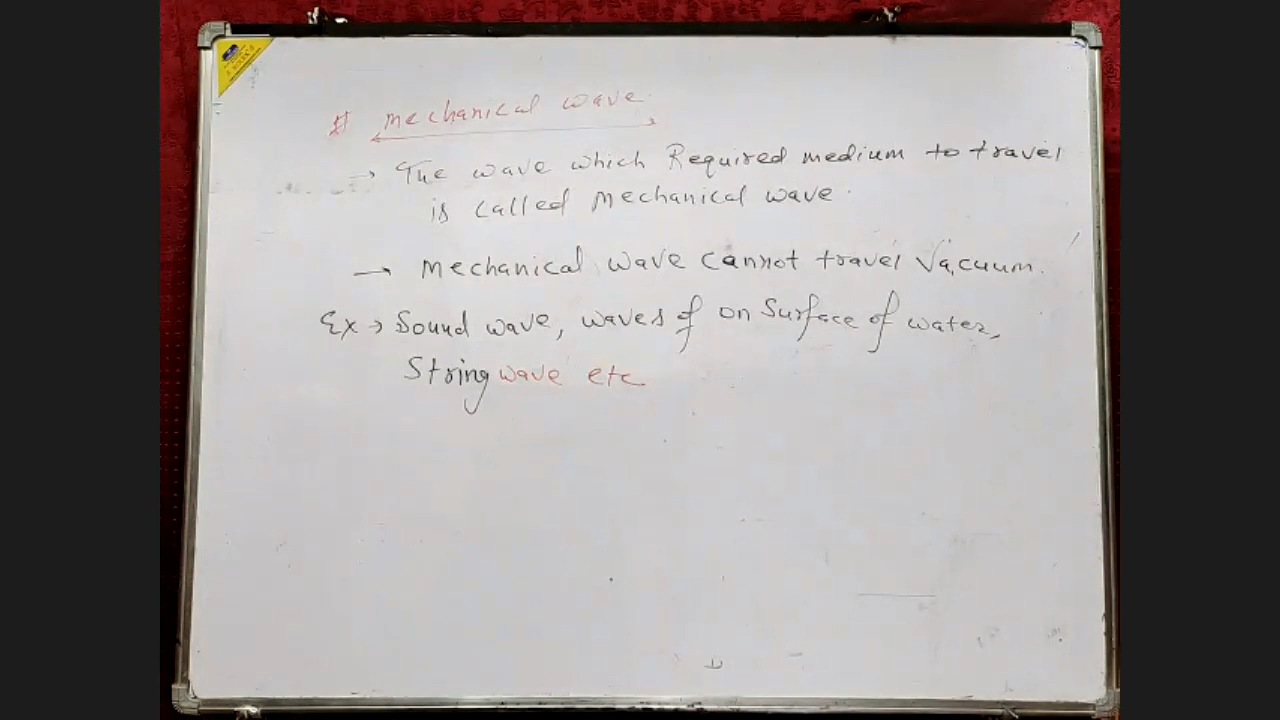 # Mechanical wave.
→ The wave which Required medium to travel
is called Mechanical wave.
→ Mechanical wave cannot travel Vacuum.
Ex → Sound wave, waves of on Surface of water,
String wave etc